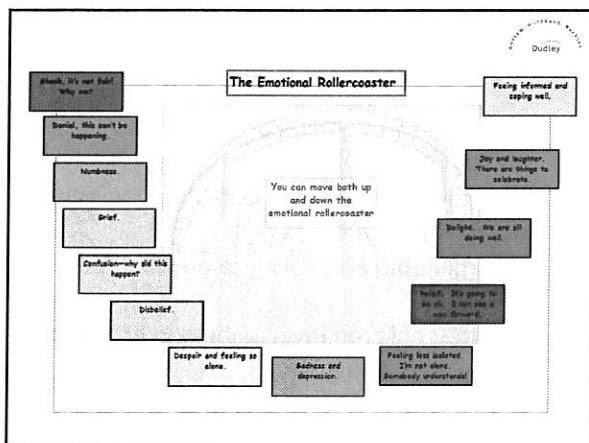 Dudley
The Emotional Rollercoaster
Shock, it's not fair!
Why me?
Denial, this can't be
happening.
Numbness.
Grief.
Confusion—why did this
happen?
Disbelief.
Despair and feeling so
alone.
Sadness and
depression.
Feeling less isolated.
I'm not alone.
Somebody understands!
Relief. It's going to
be ok. I can see a
way forward.
Delight. We are all
doing well.
Joy and laughter.
There are things to
celebrate.
Feeing informed and
coping well.
You can move both up
and down the
emotional rollercoaster